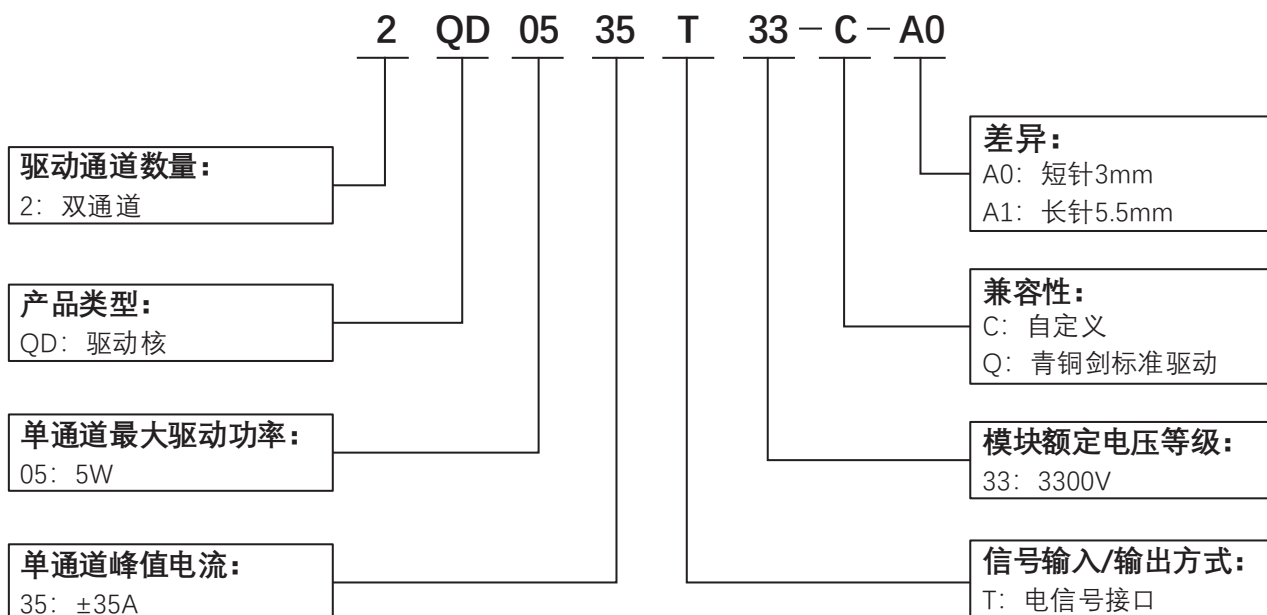 2 QD 05 35 T 33－C－A0
驱动通道数量：
2：双通道
产品类型：
QD：驱动核
单通道最大驱动功率：
05：5W
单通道峰值电流：
35：±35A
差异：
A0：短针3mm
A1：长针5.5mm
兼容性：
C：自定义
Q：青铜剑标准驱动
模块额定电压等级：
33：3300V
信号输入/输出方式：
T：电信号接口